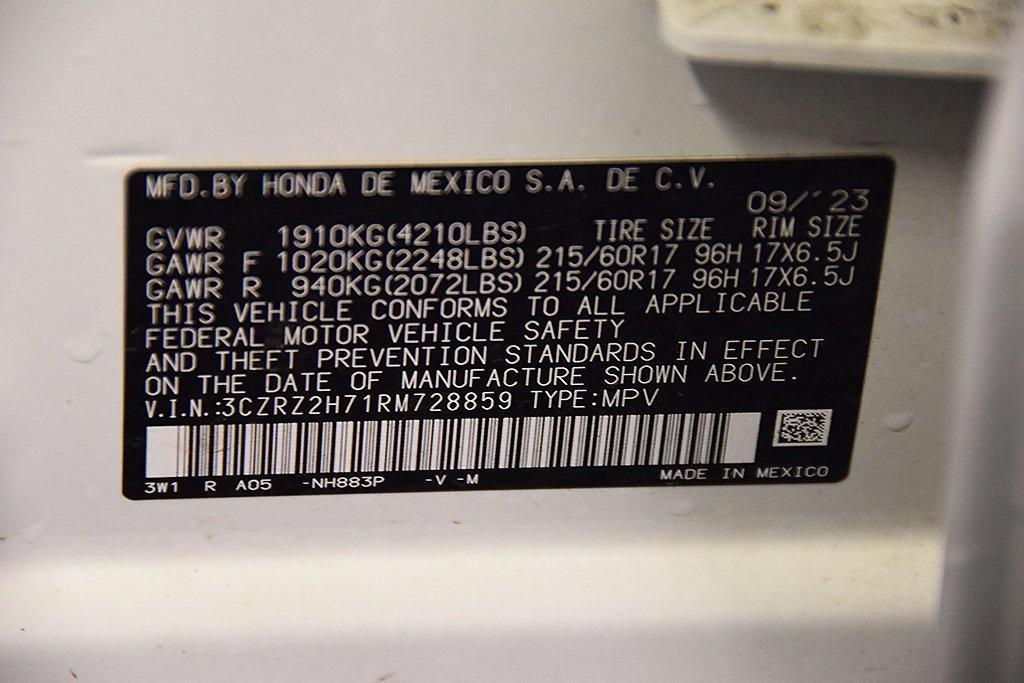 MFD.BY HONDA DE MEXICO S.A. DE C.V.
09/'23
GVWR 1910KG(4210LBS) TIRE SIZE RIM SIZE
GAWR F 1020KG(2248LBS) 215/60R17 96H 17X6.5J
GAWR R 940KG(2072LBS) 215/60R17 96H 17X6.5J
THIS VEHICLE CONFORMS TO ALL APPLICABLE
FEDERAL MOTOR VEHICLE SAFETY
AND THEFT PREVENTION STANDARDS IN EFFECT
ON THE DATE OF MANUFACTURE SHOWN ABOVE.
V.I.N.:3CZRZ2H71RM728859 TYPE:MPV
3W1 R A05 -NH883P -V -M MADE IN MEXICO